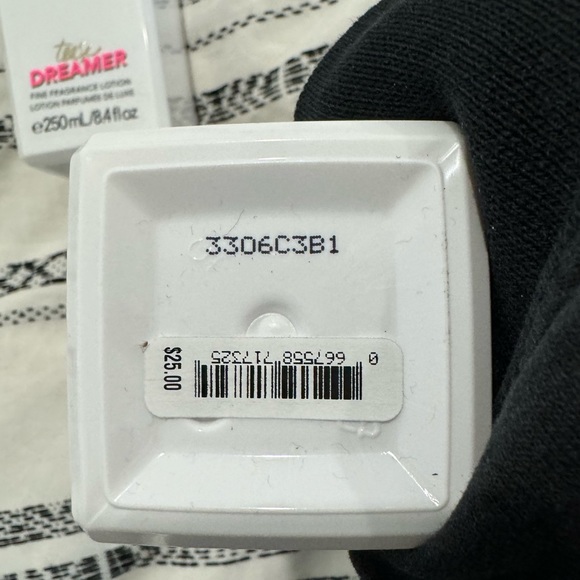 tease
DREAMER
FINE FRAGRANCE LOTION
LOTION PARFUMÉE DE LUXE
e250mL/8.4 fl oz
3306C3B1
$25.00
0 667558 717325